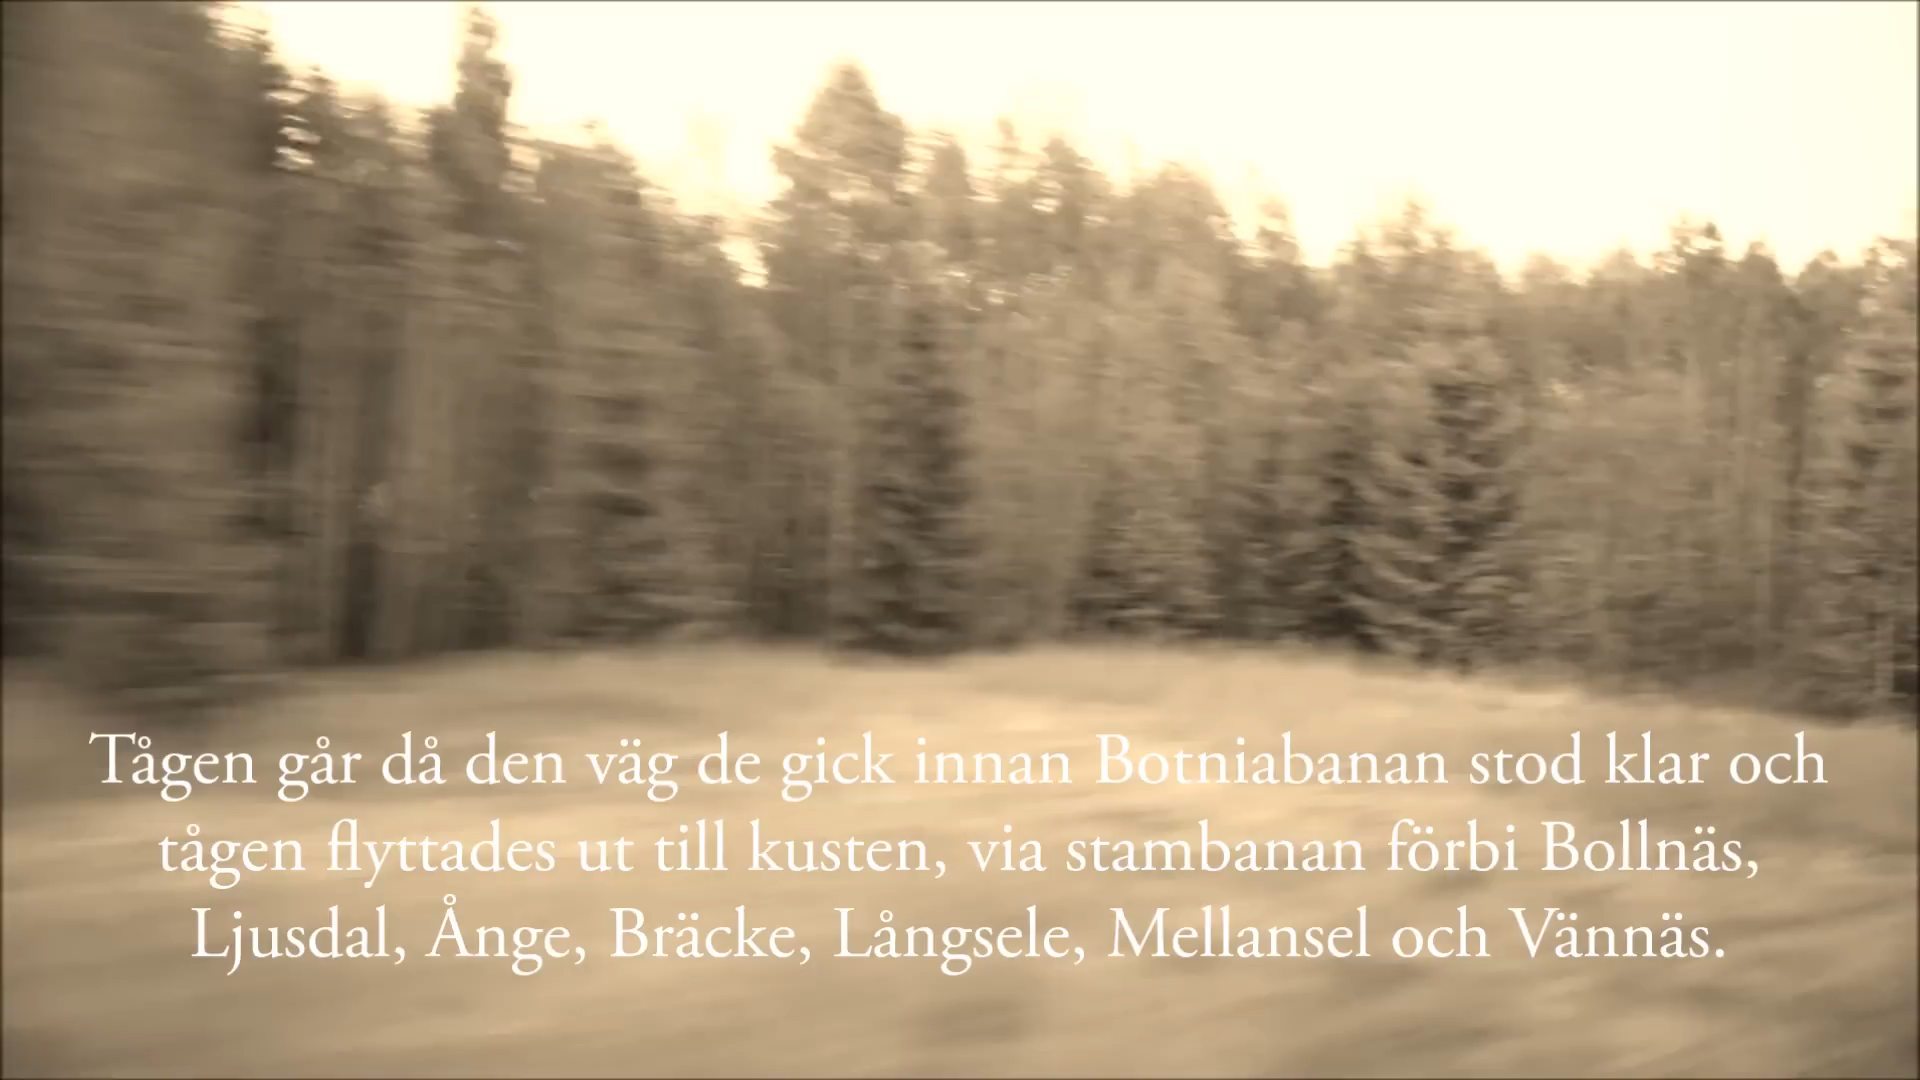 Tågen går då den väg de gick innan Botniabanan stod klar och
tågen flyttades ut till kusten, via stambanan förbi Bollnäs,
Ljusdal, Ånge, Bräcke, Långsele, Mellansel och Vännäs.